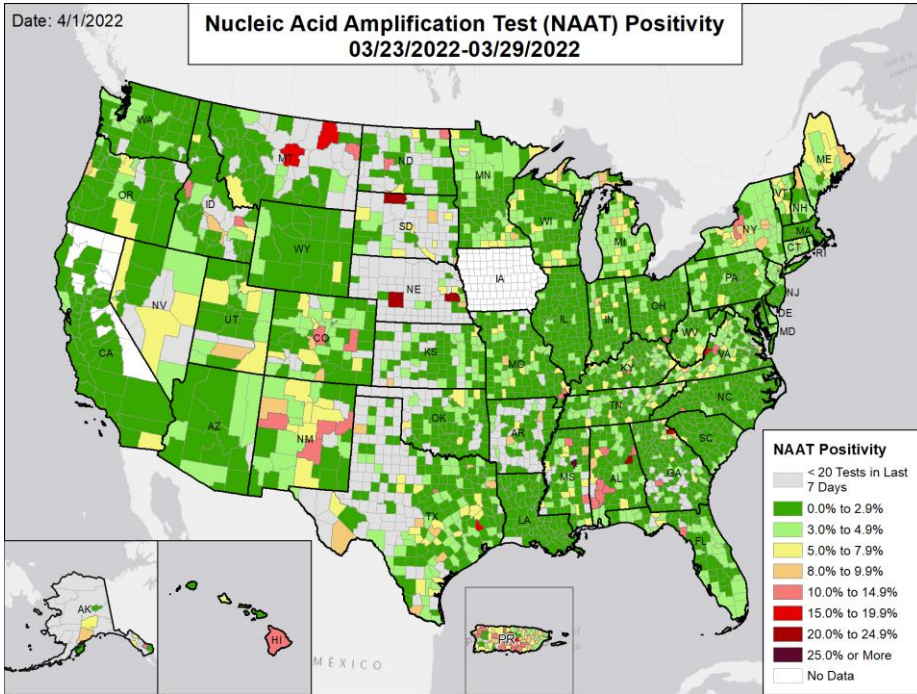 Date: 4/1/2022
Nucleic Acid Amplification Test (NAAT) Positivity
03/23/2022-03/29/2022
WA
MT
ND
MN
ME
OR
ID
SD
WI
MI
VT
NH
NY
MA
CT
RI
WY
IA
NE
PA
NJ
NV
UT
CO
IL
IN
OH
DE
MD
CA
KS
MO
WV
VA
KY
AZ
NM
OK
AR
TN
NC
SC
MS
AL
GA
TX
LA
FL
AK
HI
PR
MÉXICO
NAAT Positivity
< 20 Tests in Last
7 Days
0.0% to 2.9%
3.0% to 4.9%
5.0% to 7.9%
8.0% to 9.9%
10.0% to 14.9%
15.0% to 19.9%
20.0% to 24.9%
25.0% or More
No Data